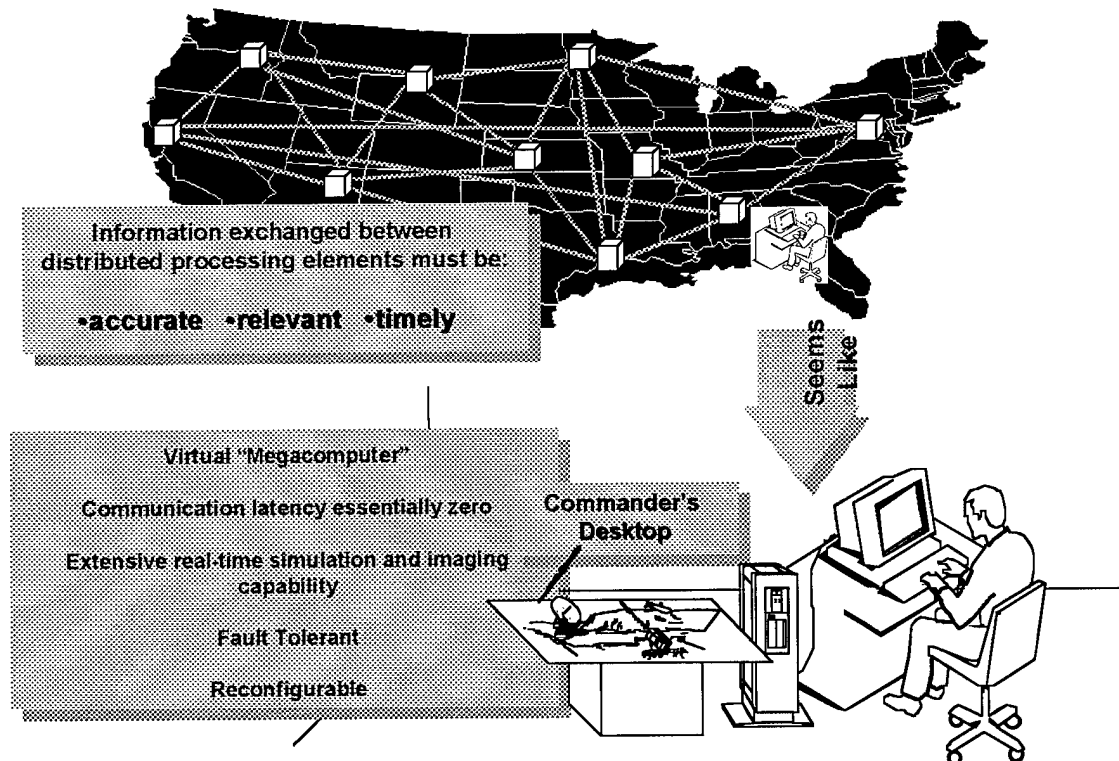 Information exchanged between
distributed processing elements must be:
•accurate •relevant •timely
Seems
Like
Virtual "Megacomputer"
Communication latency essentially zero
Extensive real-time simulation and imaging
capability
Fault Tolerant
Reconfigurable
Commander's
Desktop